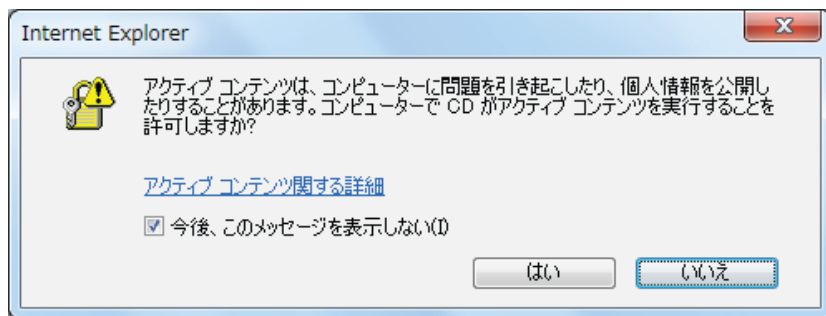 Internet Explorer
アクティブ コンテンツは、コンピューターに問題を引き起こしたり、個人情報を公開し
たりすることがあります。コンピューターで CD がアクティブ コンテンツを実行することを
許可しますか?
アクティブ コンテンツ関する詳細
今後、このメッセージを表示しない(I)
はい
いいえ